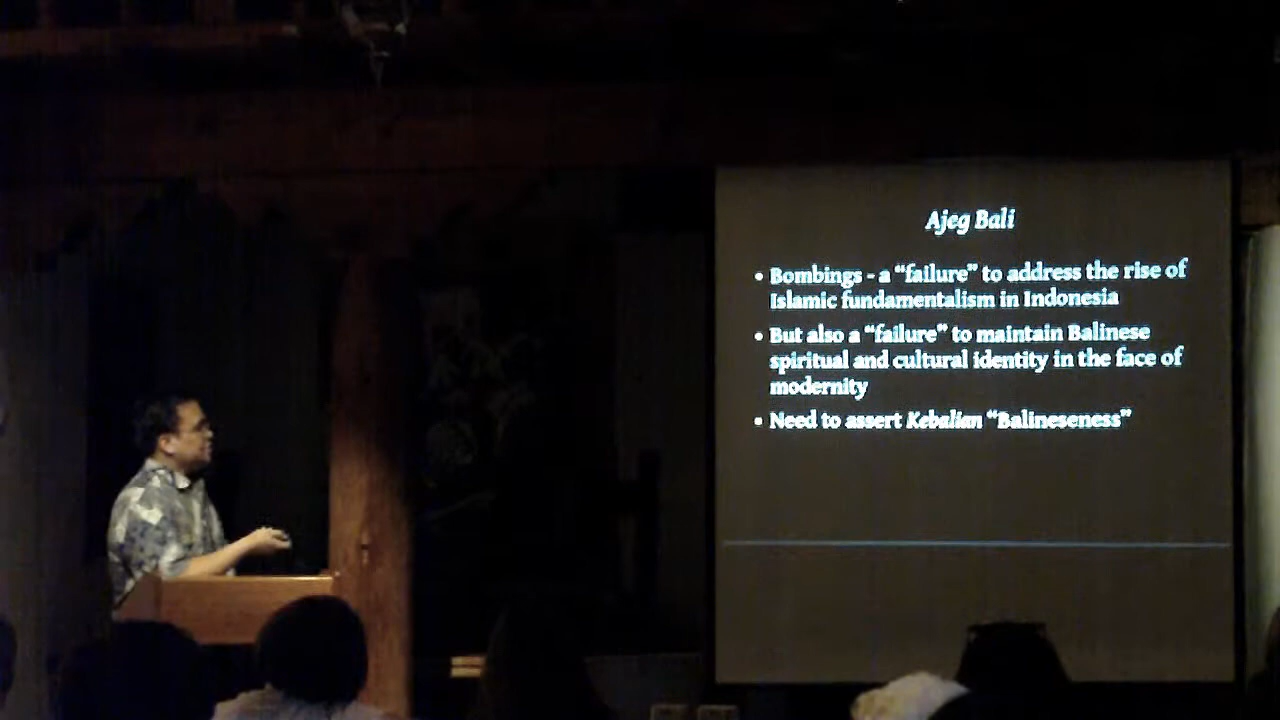 Ajeg Bali
• Bombings - a “failure” to address the rise of
Islamic fundamentalism in Indonesia
• But also a “failure” to maintain Balinese
spiritual and cultural identity in the face of
modernity
• Need to assert Kebalian “Balineseness”